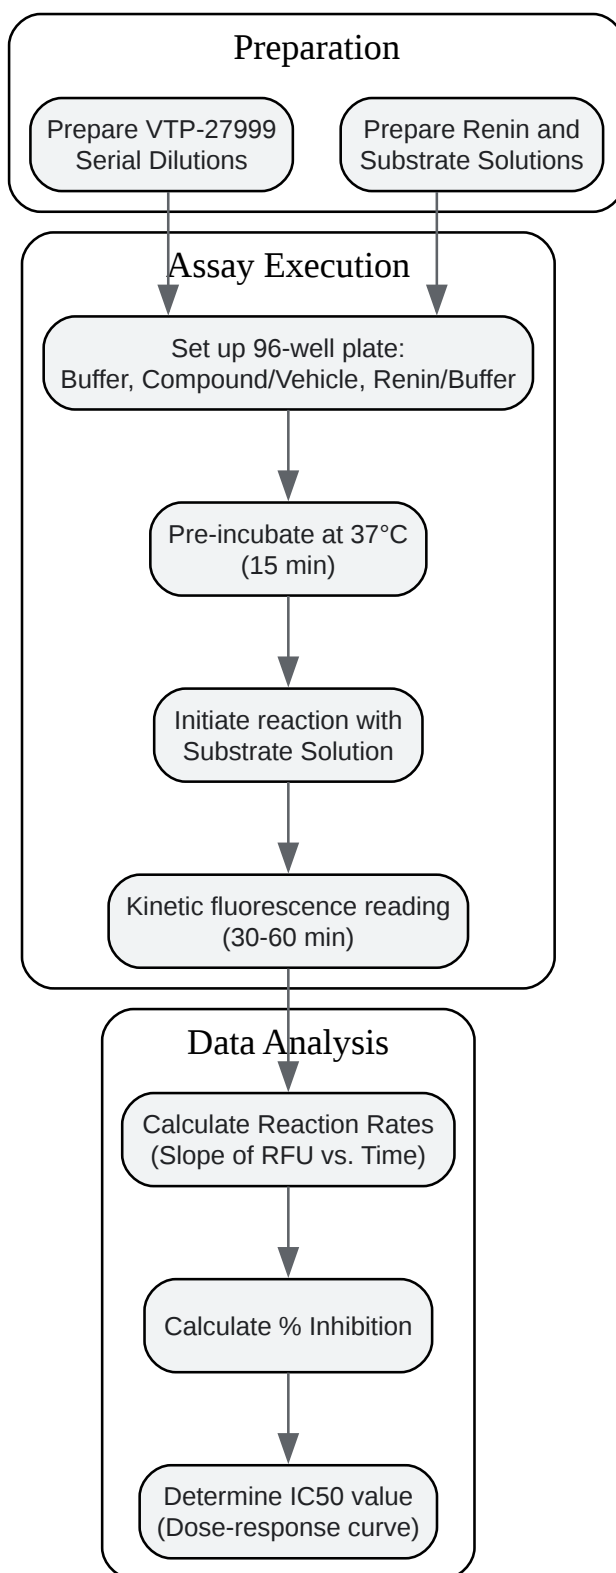 Preparation
Prepare VTP-27999
Serial Dilutions
Prepare Renin and
Substrate Solutions
Assay Execution
Set up 96-well plate:
Buffer, Compound/Vehicle, Renin/Buffer
Pre-incubate at 37°C
(15 min)
Initiate reaction with
Substrate Solution
Kinetic fluorescence reading
(30-60 min)
Data Analysis
Calculate Reaction Rates
(Slope of RFU vs. Time)
Calculate % Inhibition
Determine IC50 value
(Dose-response curve)